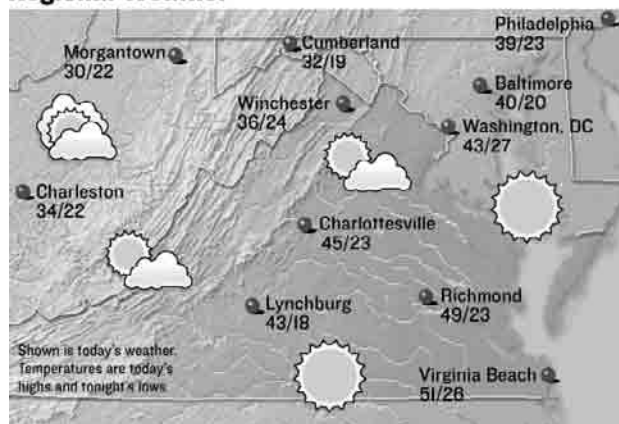 Philadelphia
39/23
Morgantown
30/22
Cumberland
32/19
Baltimore
40/20
Winchester
36/24
Washington, DC
43/27
Charleston
34/22
Charlottesville
45/23
Lynchburg
43/18
Richmond
49/23
Shown is today's weather.
Temperatures are today's
highs and tonight's lows.
Virginia Beach
51/26